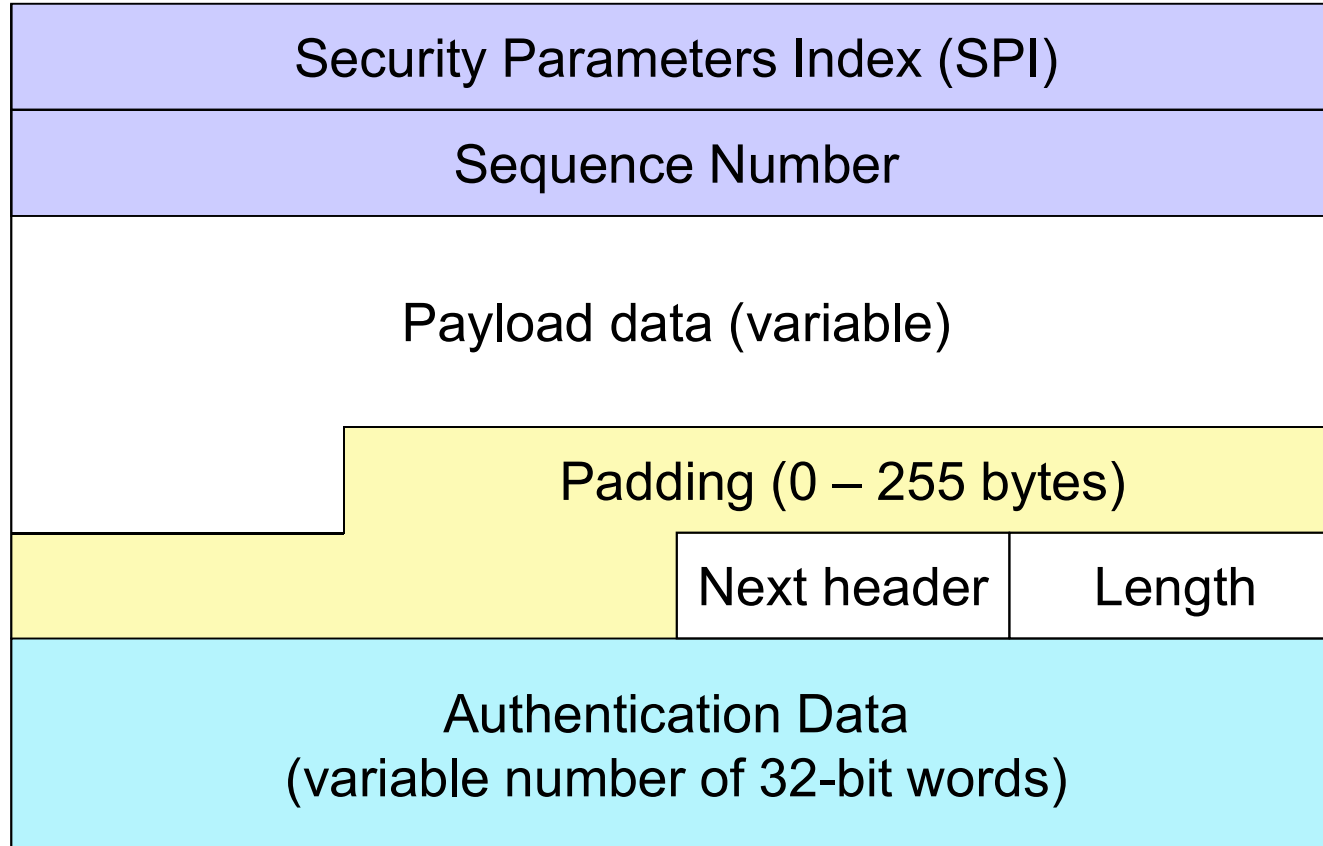 Security Parameters Index (SPI)
Sequence Number
Payload data (variable)
Padding (0 – 255 bytes)
Next header
Length
Authentication Data
(variable number of 32-bit words)